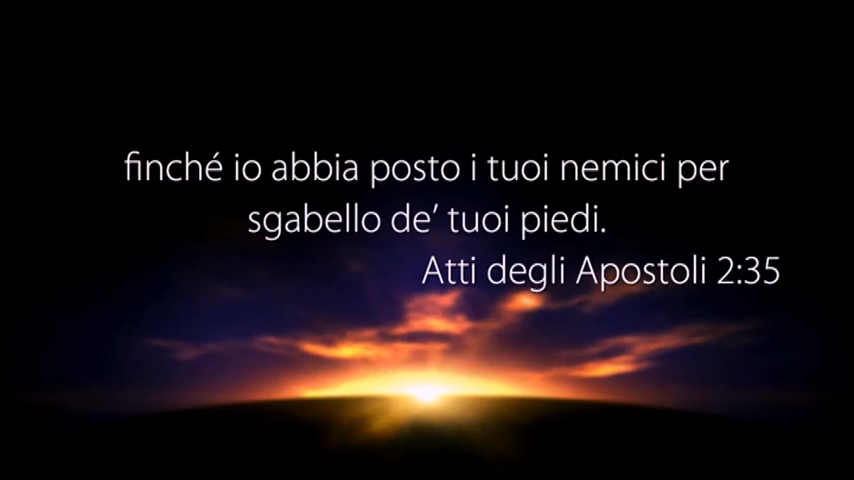 finché io abbia posto i tuoi nemici per
sgabello de’ tuoi piedi.
Atti degli Apostoli 2:35